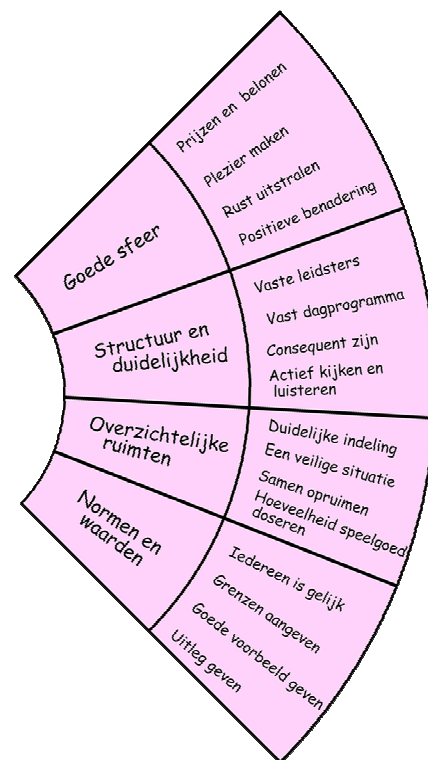 Goede sfeer
Prijzen en belonen
Plezier maken
Rust uitstralen
Positieve benadering
Structuur en
duidelijkheid
Vaste leidsters
Vast dagprogramma
Consequent zijn
Actief kijken en
luisteren
Overzichtelijke
ruimten
Duidelijke indeling
Een veilige situatie
Samen opruimen
Hoeveelheid speelgoed
doseren
Normen en
waarden
Iedereen is gelijk
Grenzen aangeven
Goede voorbeeld geven
Uitleg geven